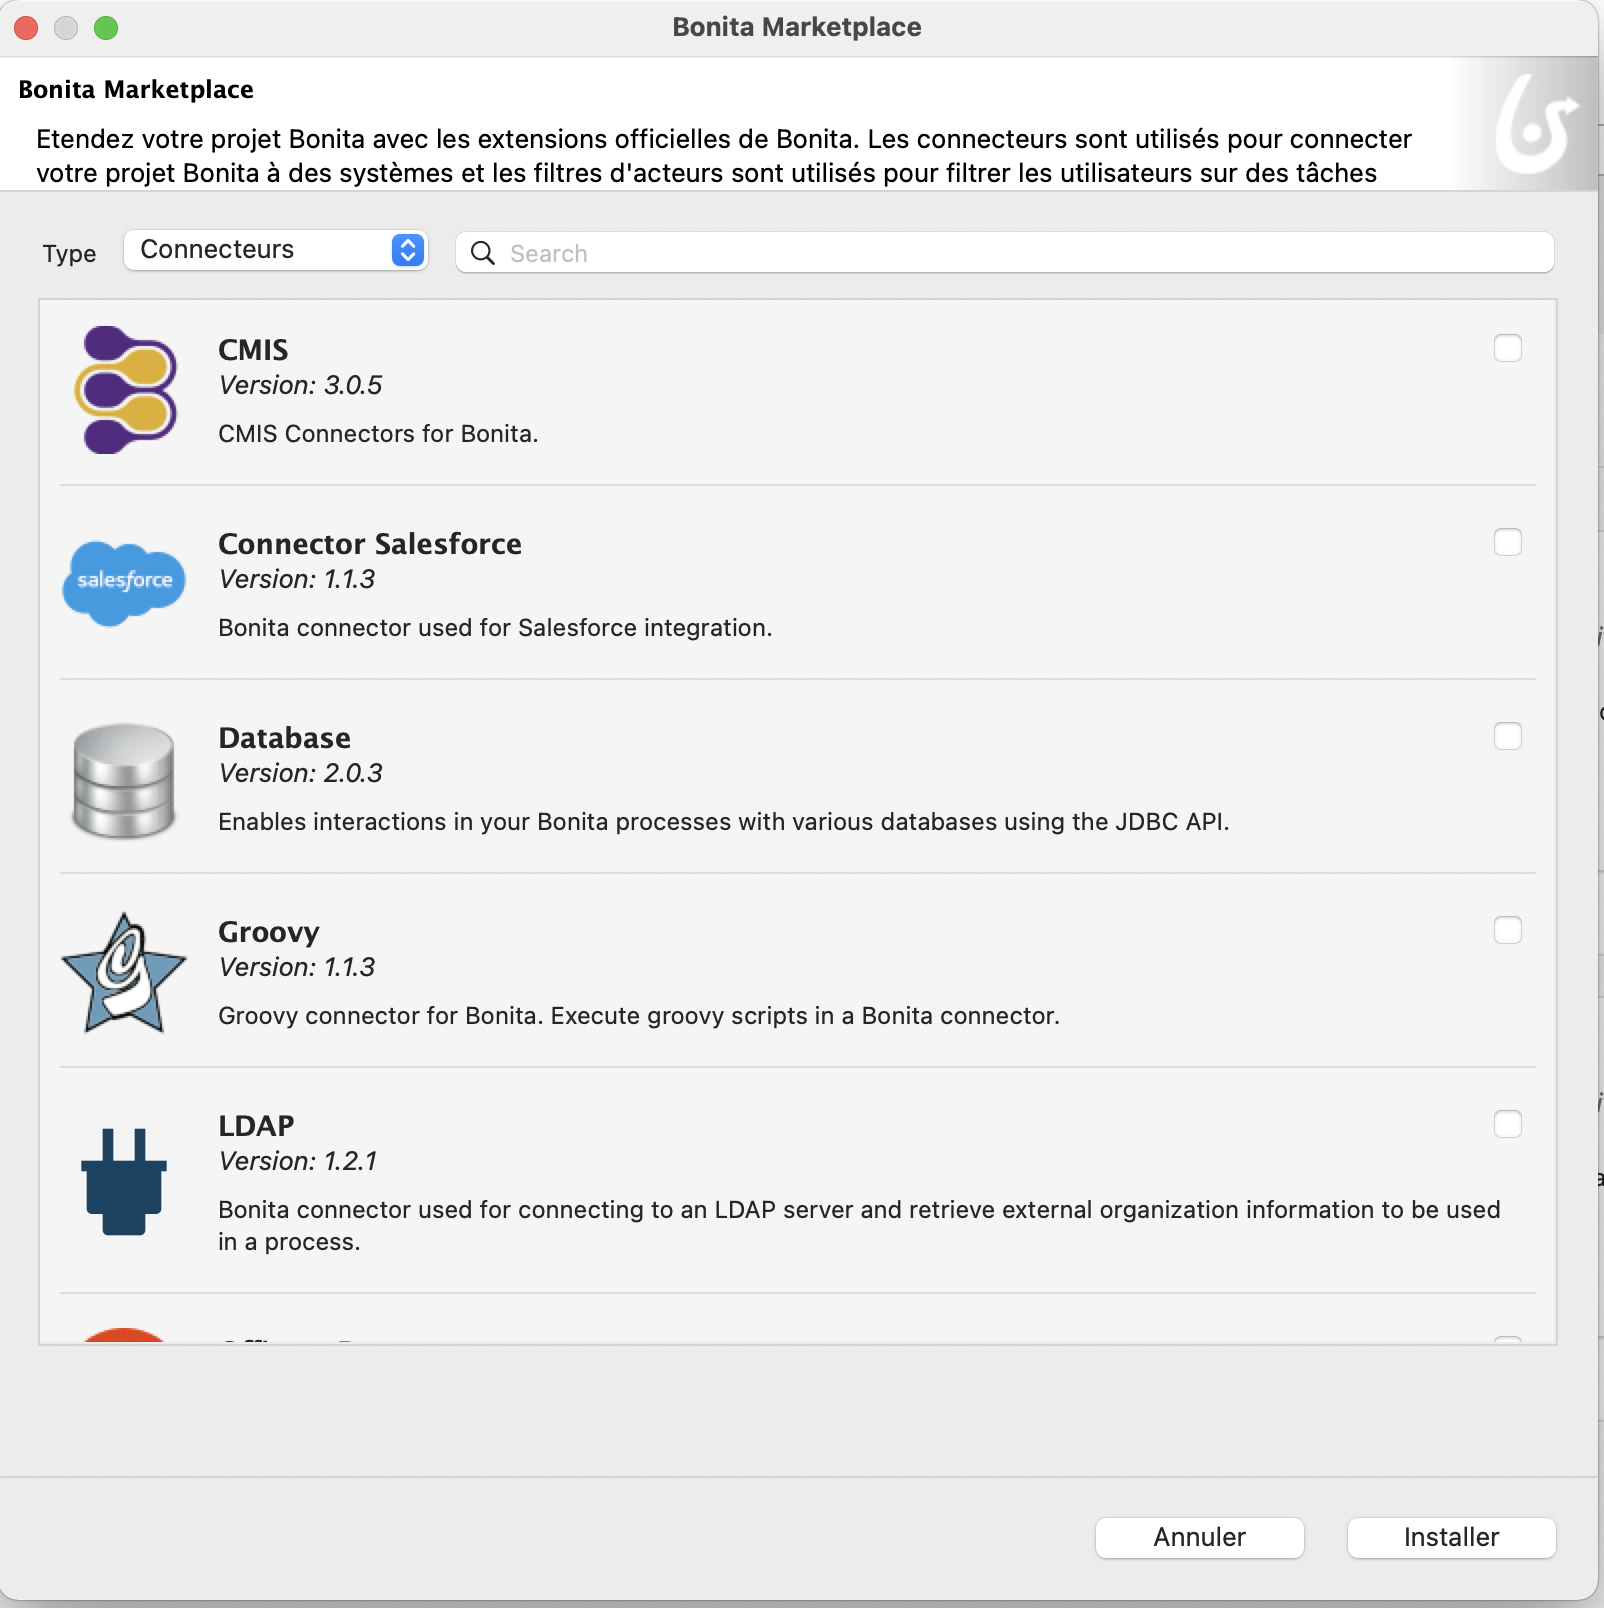 Bonita Marketplace
Bonita Marketplace
Etendez votre projet Bonita avec les extensions officielles de Bonita. Les connecteurs sont utilisés pour connecter
votre projet Bonita à des systèmes et les filtres d'acteurs sont utilisés pour filtrer les utilisateurs sur des tâches
Type
Connecteurs
Search
CMIS
Version: 3.0.5
CMIS Connectors for Bonita.
salesforce
Connector Salesforce
Version: 1.1.3
Bonita connector used for Salesforce integration.
Database
Version: 2.0.3
Enables interactions in your Bonita processes with various databases using the JDBC API.
Groovy
Version: 1.1.3
Groovy connector for Bonita. Execute groovy scripts in a Bonita connector.
LDAP
Version: 1.2.1
Bonita connector used for connecting to an LDAP server and retrieve external organization information to be used
in a process.
Annuler
Installer